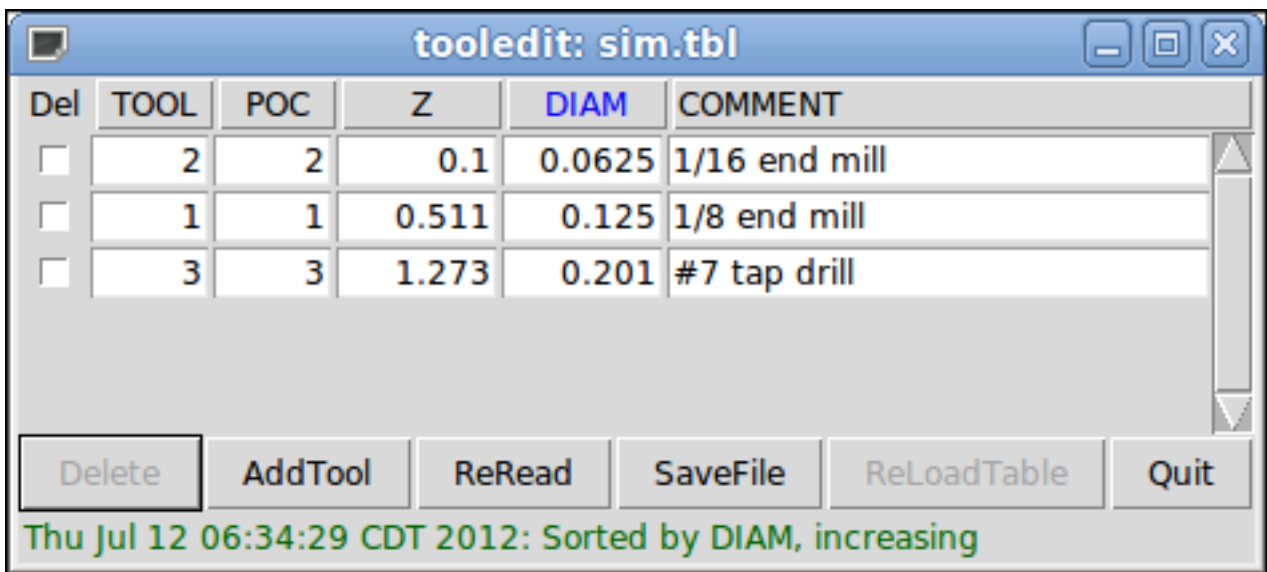 tooledit: sim.tbl
Del TOOL POC Z DIAM COMMENT
2 2 0.1 0.0625 1/16 end mill
1 1 0.511 0.125 1/8 end mill
3 3 1.273 0.201 #7 tap drill
Delete AddTool ReRead SaveFile ReLoadTable Quit
Thu Jul 12 06:34:29 CDT 2012: Sorted by DIAM, increasing